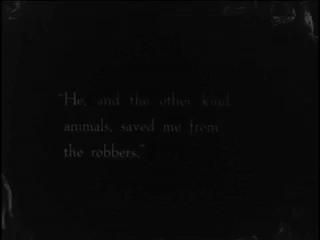 "He, and the other kind
animals, saved me from
the robbers."